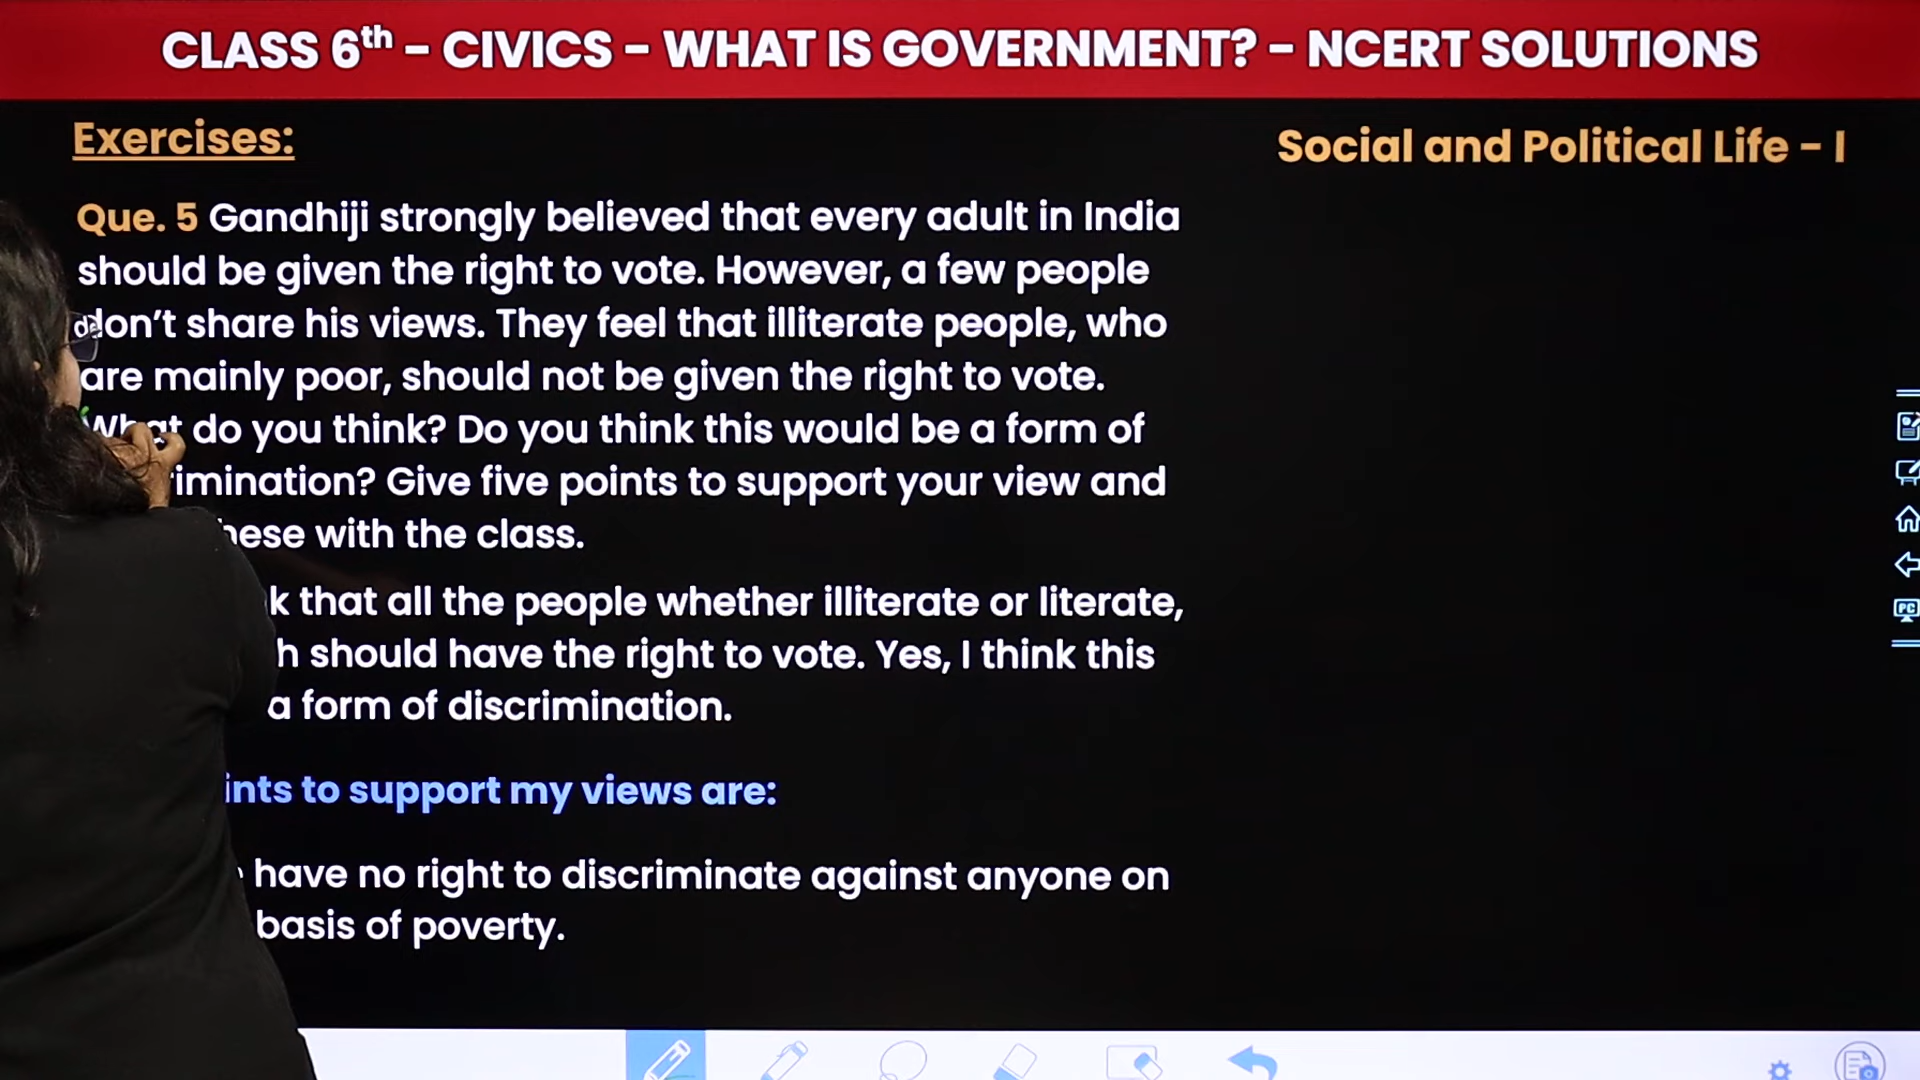 CLASS 6th – CIVICS – WHAT IS GOVERNMENT? – NCERT SOLUTIONS
Exercises:
Social and Political Life – I
Que. 5 Gandhiji strongly believed that every adult in India
should be given the right to vote. However, a few people
don't share his views. They feel that illiterate people, who
are mainly poor, should not be given the right to vote.
What do you think? Do you think this would be a form of
rimination? Give five points to support your view and
hese with the class.
k that all the people whether illiterate or literate,
h should have the right to vote. Yes, I think this
a form of discrimination.
ints to support my views are:
have no right to discriminate against anyone on
basis of poverty.
PC